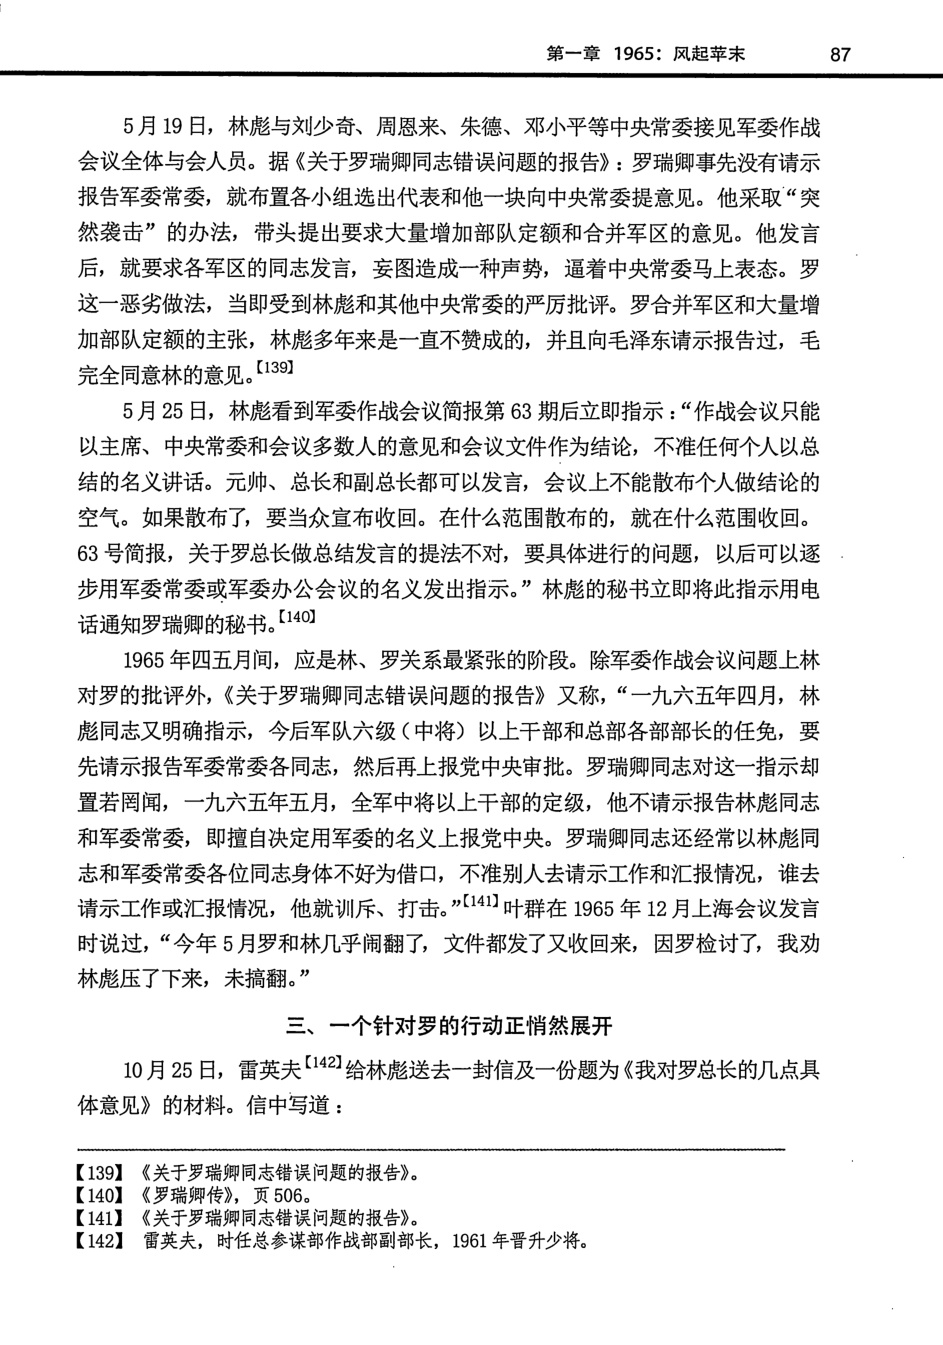 第一章 1965：风起苹末 87
5月19日，林彪与刘少奇、周恩来、朱德、邓小平等中央常委接见军委作战
会议全体与会人员。据《关于罗瑞卿同志错误问题的报告》：罗瑞卿事先没有请示
报告军委常委，就布置各小组选出代表和他一块向中央常委提意见。他采取“突
然袭击”的办法，带头提出要求大量增加部队定额和合并军区的意见。他发言
后，就要求各军区的同志发言，妄图造成一种声势，逼着中央常委马上表态。罗
这一恶劣做法，当即受到林彪和其他中央常委的严厉批评。罗合并军区和大量增
加部队定额的主张，林彪多年来是一直不赞成的，并且向毛泽东请示报告过，毛
完全同意林的意见。【139】
5月25日，林彪看到军委作战会议简报第63期后立即指示：“作战会议只能
以主席、中央常委和会议多数人的意见和会议文件作为结论，不准任何个人以总
结的名义讲话。元帅、总长和副总长都可以发言，会议上不能散布个人做结论的
空气。如果散布了，要当众宣布收回。在什么范围散布的，就在什么范围收回。
63号简报，关于罗总长做总结发言的提法不对，要具体进行的问题，以后可以逐
步用军委常委或军委办公会议的名义发出指示。”林彪的秘书立即将此指示用电
话通知罗瑞卿的秘书。【140】
1965年四五月间，应是林、罗关系最紧张的阶段。除军委作战会议问题上林
对罗的批评外，《关于罗瑞卿同志错误问题的报告》又称，“一九六五年四月，林
彪同志又明确指示，今后军队六级（中将）以上干部和总部各部部长的任免，要
先请示报告军委常委各同志，然后再上报党中央审批。罗瑞卿同志对这一指示却
置若罔闻，一九六五年五月，全军中将以上干部的定级，他不请示报告林彪同志
和军委常委，即擅自决定用军委的名义上报党中央。罗瑞卿同志还经常以林彪同
志和军委常委各位同志身体不好为借口，不准别人去请示工作和汇报情况，谁去
请示工作或汇报情况，他就训斥、打击。”【141】叶群在1965年12月上海会议发言
时说过，“今年5月罗和林几乎闹翻了，文件都发了又收回来，因罗检讨了，我劝
林彪压了下来，未搞翻。”
三、一个针对罗的行动正悄然展开
10月25日，雷英夫【142】给林彪送去一封信及一份题为《我对罗总长的几点具
体意见》的材料。信中写道：
【139】《关于罗瑞卿同志错误问题的报告》。
【140】《罗瑞卿传》，页506。
【141】《关于罗瑞卿同志错误问题的报告》。
【142】 雷英夫，时任总参谋部作战部副部长，1961年晋升少将。